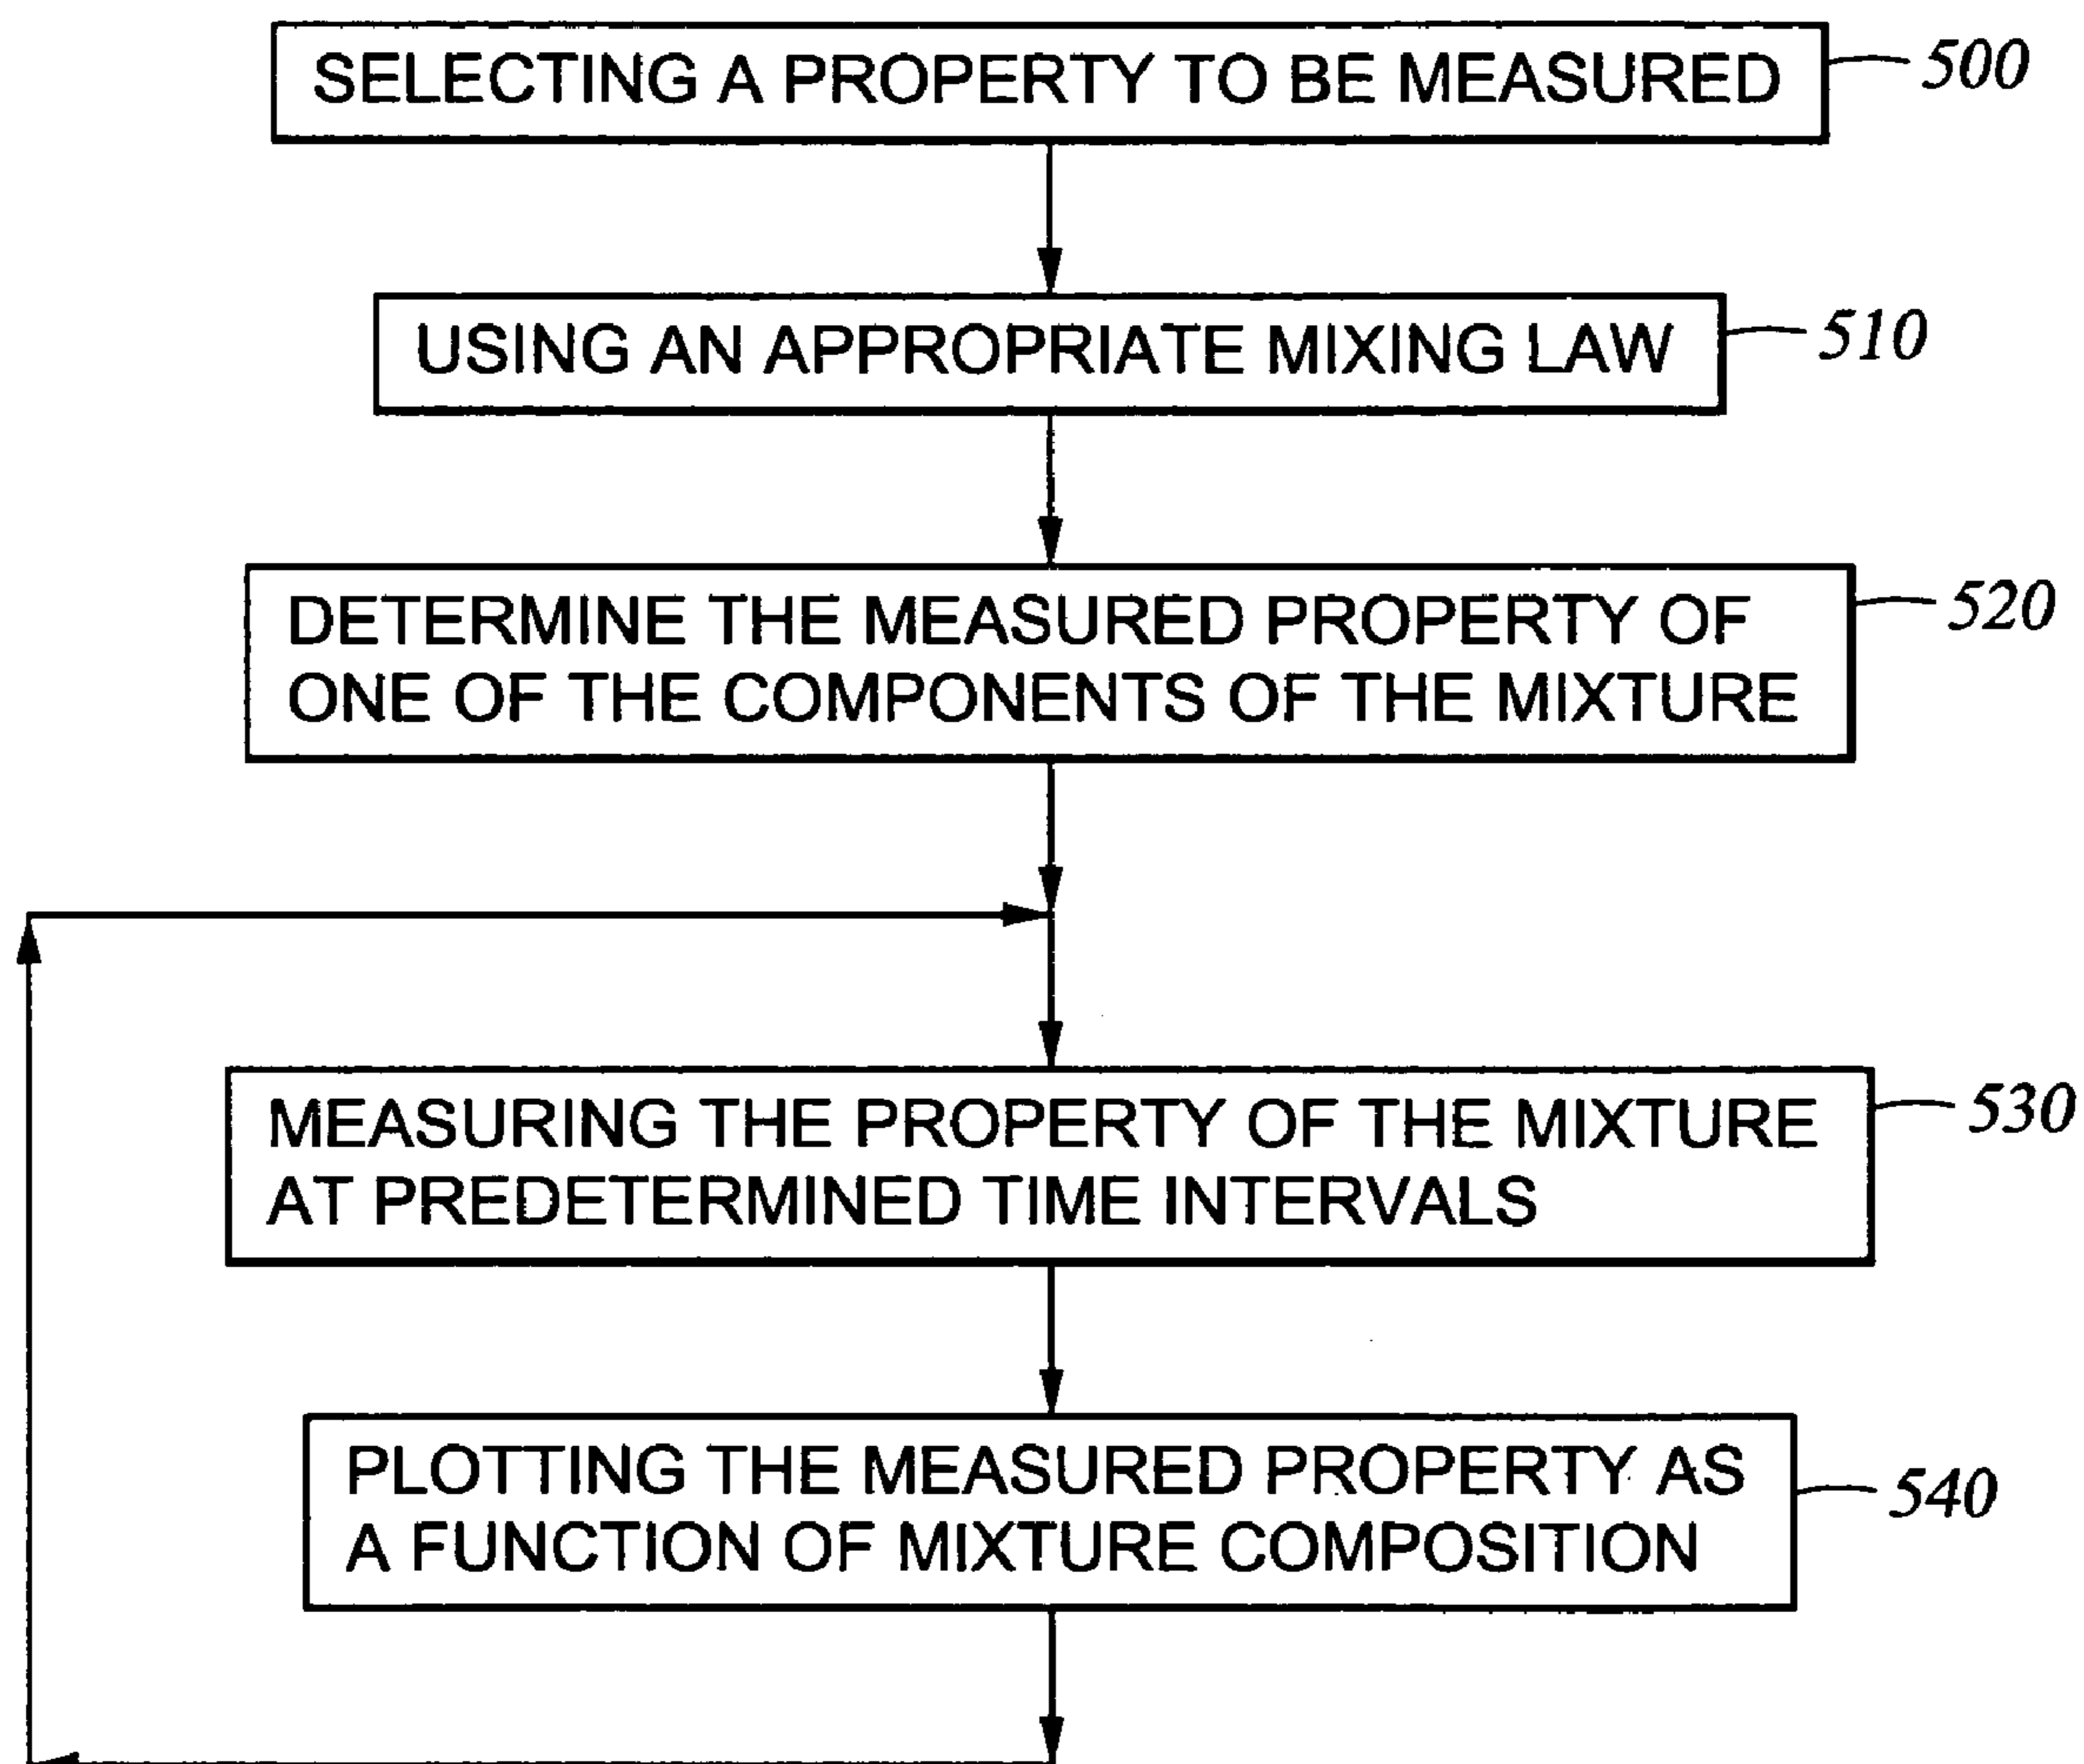 SELECTING A PROPERTY TO BE MEASURED
500
USING AN APPROPRIATE MIXING LAW
510
DETERMINE THE MEASURED PROPERTY OF
ONE OF THE COMPONENTS OF THE MIXTURE
520
MEASURING THE PROPERTY OF THE MIXTURE
AT PREDETERMINED TIME INTERVALS
530
PLOTTING THE MEASURED PROPERTY AS
A FUNCTION OF MIXTURE COMPOSITION
540